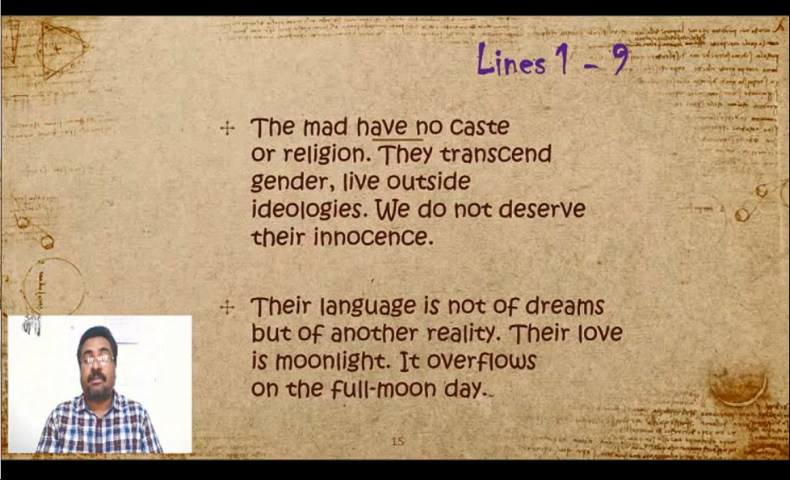 Lines 1 - 9
The mad have no caste
or religion. They transcend
gender, live outside
ideologies. We do not deserve
their innocence.
Their language is not of dreams
but of another reality. Their love
is moonlight. It overflows
on the full-moon day.
15